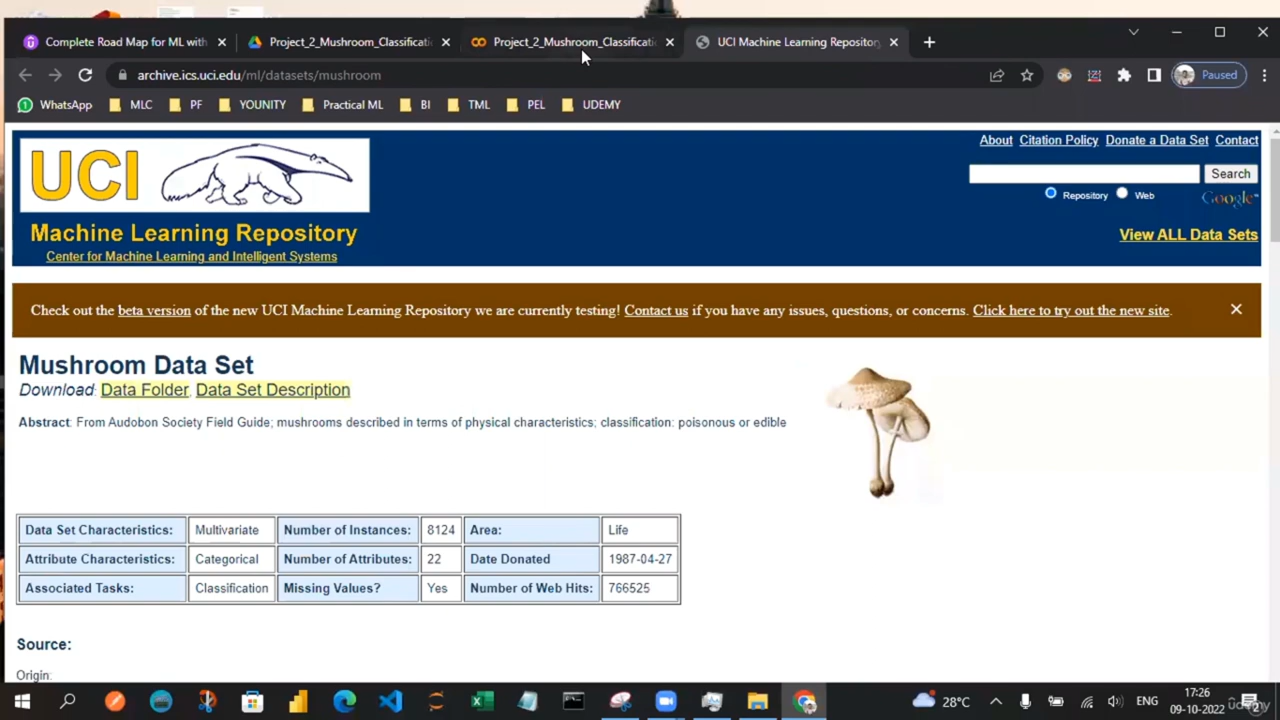 Complete Road Map for ML with
Project_2_Mushroom_Classificati
Project_2_Mushroom_Classificati
UCI Machine Learning Repository
archive.ics.uci.edu/ml/datasets/mushroom
Paused
WhatsApp
MLC
PF
YOUNITY
Practical ML
BI
TML
PEL
UDEMY
About Citation Policy Donate a Data Set Contact
Search
Repository Web
Google™
View ALL Data Sets
UCI
Machine Learning Repository
Center for Machine Learning and Intelligent Systems
Check out the beta version of the new UCI Machine Learning Repository we are currently testing! Contact us if you have any issues, questions, or concerns. Click here to try out the new site.
Mushroom Data Set
Download: Data Folder, Data Set Description
Abstract: From Audobon Society Field Guide; mushrooms described in terms of physical characteristics; classification: poisonous or edible
Data Set Characteristics: Multivariate Number of Instances: 8124 Area: Life
Attribute Characteristics: Categorical Number of Attributes: 22 Date Donated 1987-04-27
Associated Tasks: Classification Missing Values? Yes Number of Web Hits: 766525
Source:
Origin:
28°C
ENG
17:26
09-10-2022
udemy